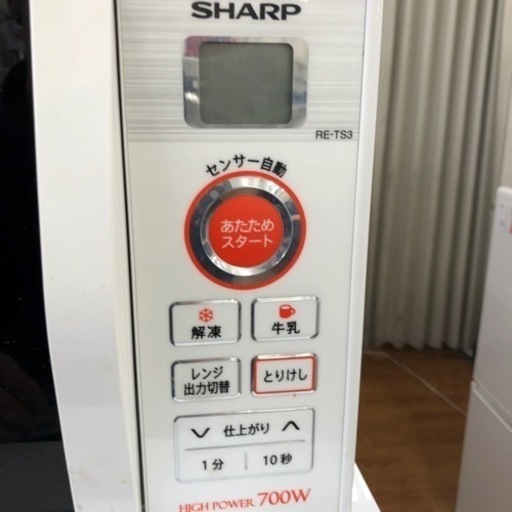 SHARP
RE-TS3
センサー自動
あたため
スタート
解凍
牛乳
レンジ
出力切替
とりけし
仕上がり
1分
10秒
HIGH POWER 700W